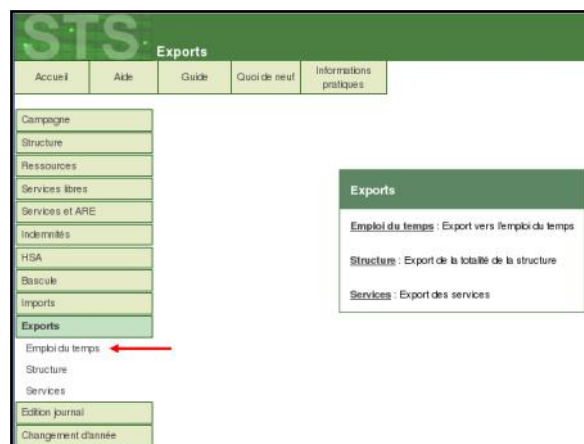 STS.
Exports
Accueil
Aide
Guide
Quoi de neuf
Informations
pratiques
Campagne
Structure
Ressources
Services libres
Services et ARE
Indemnités
HSA
Bascule
Imports
Exports
Emploi du temps
Structure
Services
Edition journal
Changement d'année
Exports
Emploi du temps : Export vers l'emploi du temps
Structure : Export de la totalité de la structure
Services : Export des services